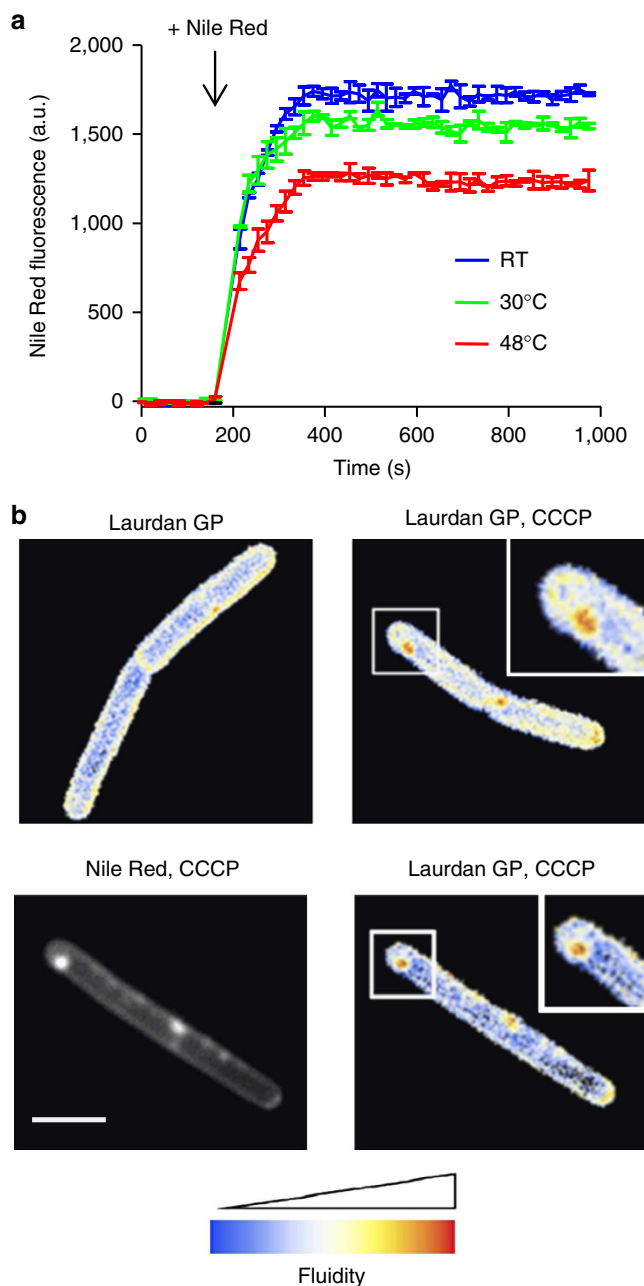 a
+ Nile Red
2,000
1,500
1,000
500
0
Nile Red fluorescence (a.u.)
RT
30°C
48°C
0 200 400 600 800 1,000
Time (s)
b
Laurdan GP
Laurdan GP, CCCP
Nile Red, CCCP
Laurdan GP, CCCP
Fluidity